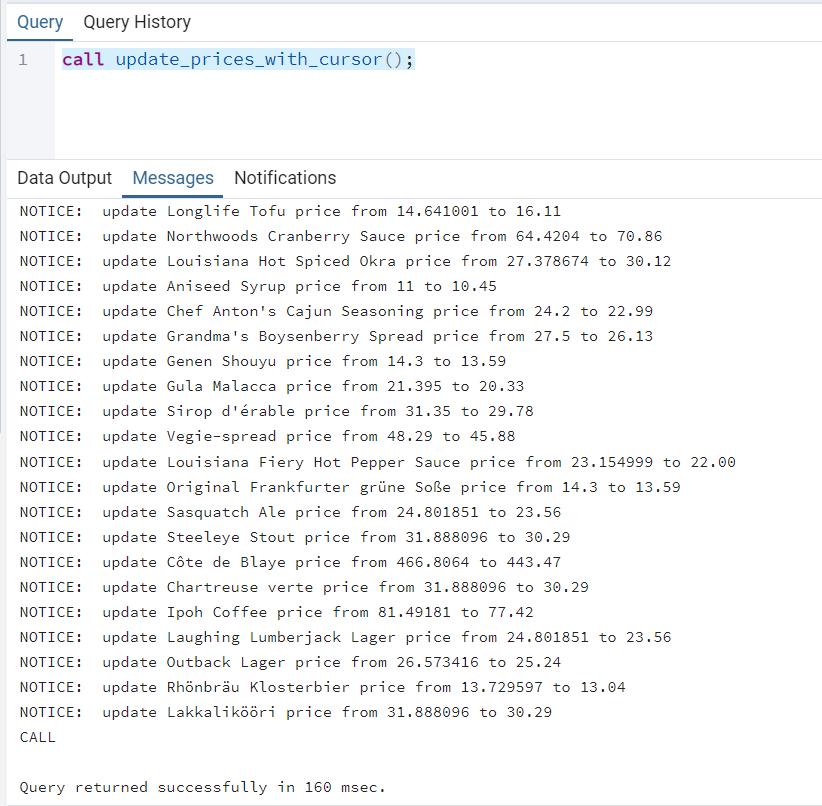 Query Query History
1 call update_prices_with_cursor();
Data Output Messages Notifications
NOTICE:  update Longlife Tofu price from 14.641001 to 16.11
NOTICE:  update Northwoods Cranberry Sauce price from 64.4204 to 70.86
NOTICE:  update Louisiana Hot Spiced Okra price from 27.378674 to 30.12
NOTICE:  update Aniseed Syrup price from 11 to 10.45
NOTICE:  update Chef Anton's Cajun Seasoning price from 24.2 to 22.99
NOTICE:  update Grandma's Boysenberry Spread price from 27.5 to 26.13
NOTICE:  update Genen Shouyu price from 14.3 to 13.59
NOTICE:  update Gula Malacca price from 21.395 to 20.33
NOTICE:  update Sirop d'érable price from 31.35 to 29.78
NOTICE:  update Vegie-spread price from 48.29 to 45.88
NOTICE:  update Louisiana Fiery Hot Pepper Sauce price from 23.154999 to 22.00
NOTICE:  update Original Frankfurter grüne Soße price from 14.3 to 13.59
NOTICE:  update Sasquatch Ale price from 24.801851 to 23.56
NOTICE:  update Steeleye Stout price from 31.888096 to 30.29
NOTICE:  update Côte de Blaye price from 466.8064 to 443.47
NOTICE:  update Chartreuse verte price from 31.888096 to 30.29
NOTICE:  update Ipoh Coffee price from 81.49181 to 77.42
NOTICE:  update Laughing Lumberjack Lager price from 24.801851 to 23.56
NOTICE:  update Outback Lager price from 26.573416 to 25.24
NOTICE:  update Rhönbräu Klosterbier price from 13.729597 to 13.04
NOTICE:  update Lakkalikööri price from 31.888096 to 30.29
CALL
Query returned successfully in 160 msec.